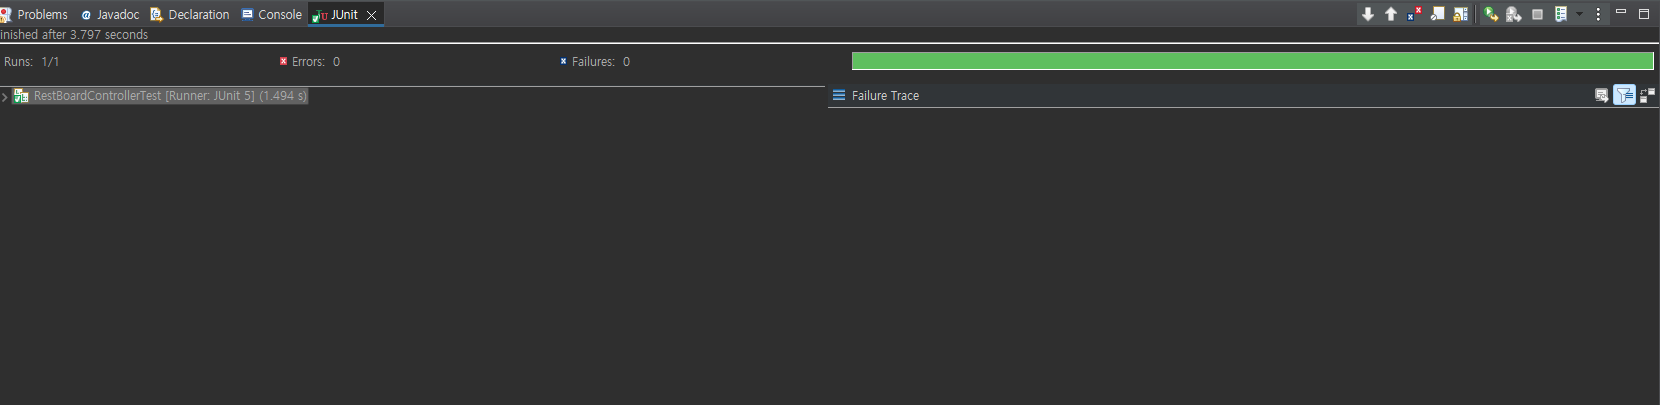 Problems @ Javadoc Declaration Console JUnit
inished after 3.797 seconds
Runs: 1/1 Errors: 0 Failures: 0
RestBoardControllerTest [Runner: JUnit 5] (1.494 s)
Failure Trace